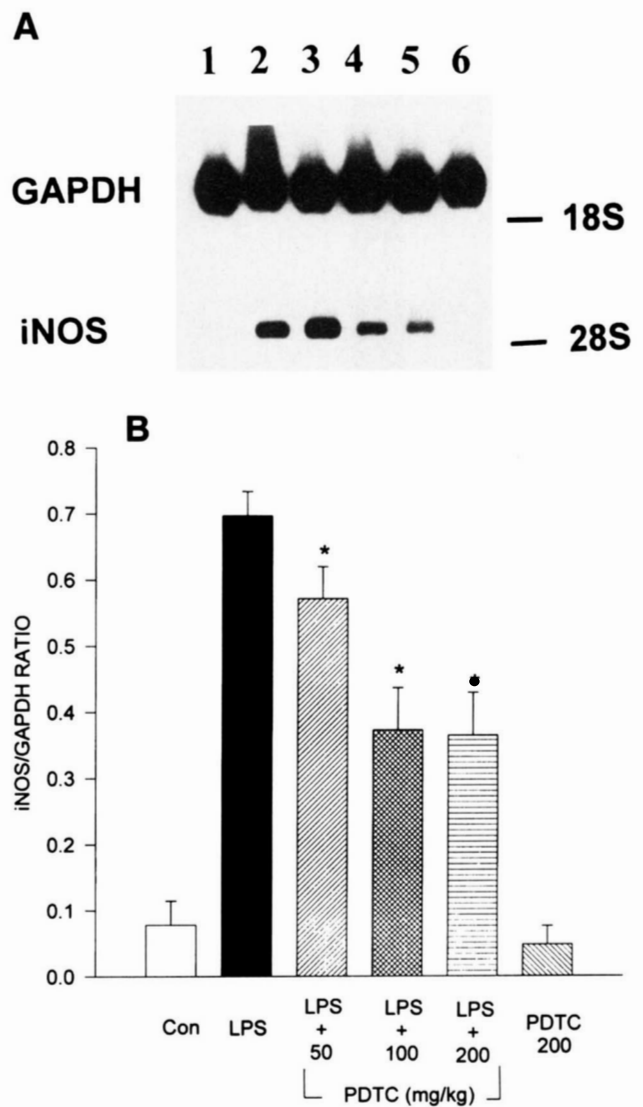 A
1 2 3 4 5 6
GAPDH
18S
iNOS
28S
B
0.8
0.7
0.6
0.5
0.4
0.3
0.2
0.1
0.0
iNOS/GAPDH RATIO
*
*
Con
LPS
LPS
+
50
LPS
+
100
LPS
+
200
PDTC
200
PDTC (mg/kg)